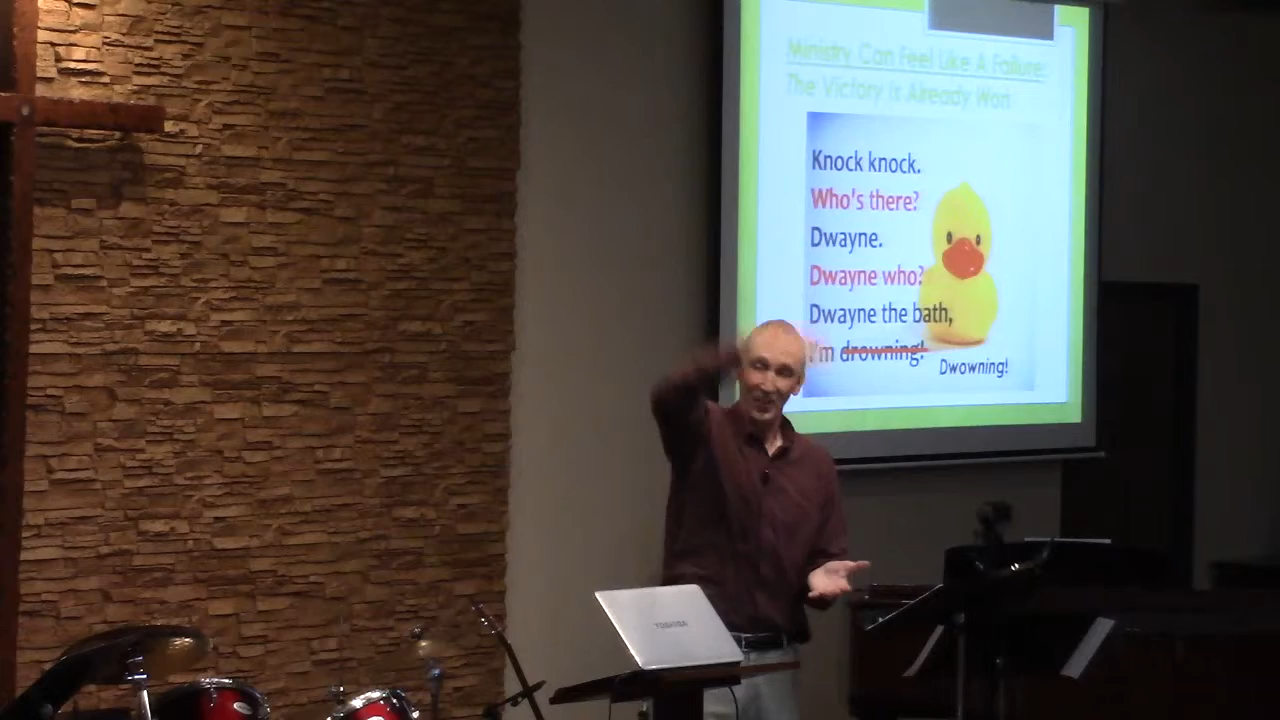 Ministry Can Feel Like A Failure:
The Victory is Already Won
Knock knock.
Who's there?
Dwayne.
Dwayne who?
Dwayne the bath,
I'm drowning!
Dwowning!
TOSHIBA